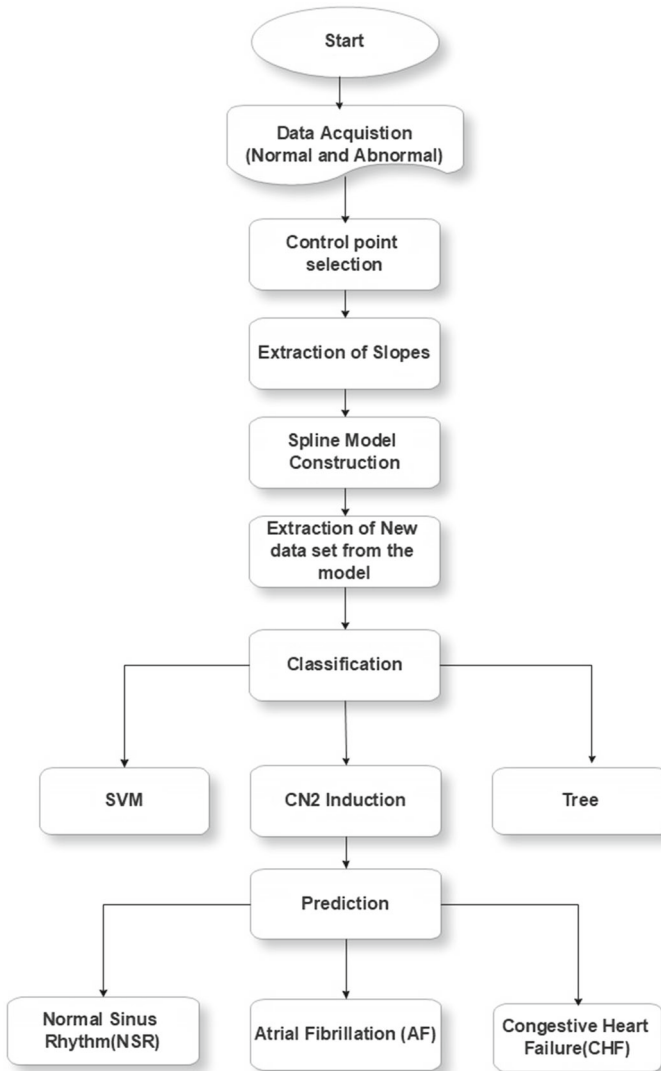 Start
Data Acquistion
(Normal and Abnormal)
Control point
selection
Extraction of Slopes
Spline Model
Construction
Extraction of New
data set from the
model
Classification
SVM
CN2 Induction
Tree
Prediction
Normal Sinus
Rhythm(NSR)
Atrial Fibrillation (AF)
Congestive Heart
Failure(CHF)